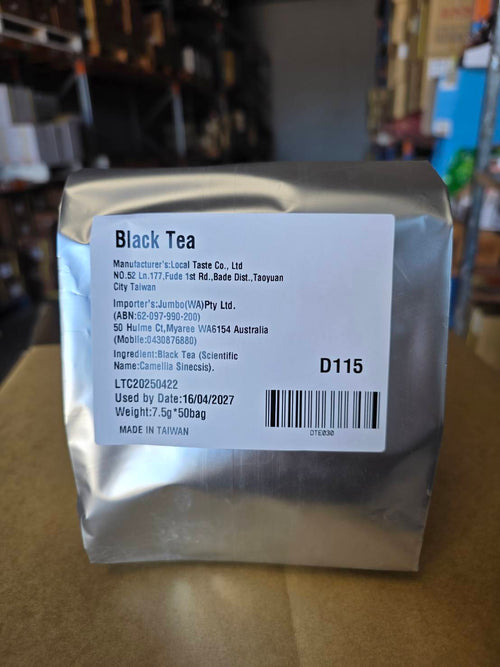 Black Tea
Manufacturer's:Local Taste Co., Ltd
NO.52 Ln.177,Fude 1st Rd.,Bade Dist.,Taoyuan
City Taiwan
Importer's:Jumbo(WA)Pty Ltd.
(ABN:62-097-990-200)
50 Hulme Ct,Myaree WA6154 Australia
(Mobile:0430876880)
Ingredient:Black Tea (Scientific
Name:Camellia Sinecsis).
D115
LTC20250422
Used by Date:16/04/2027
Weight:7.5g*50bag
MADE IN TAIWAN
OTE030